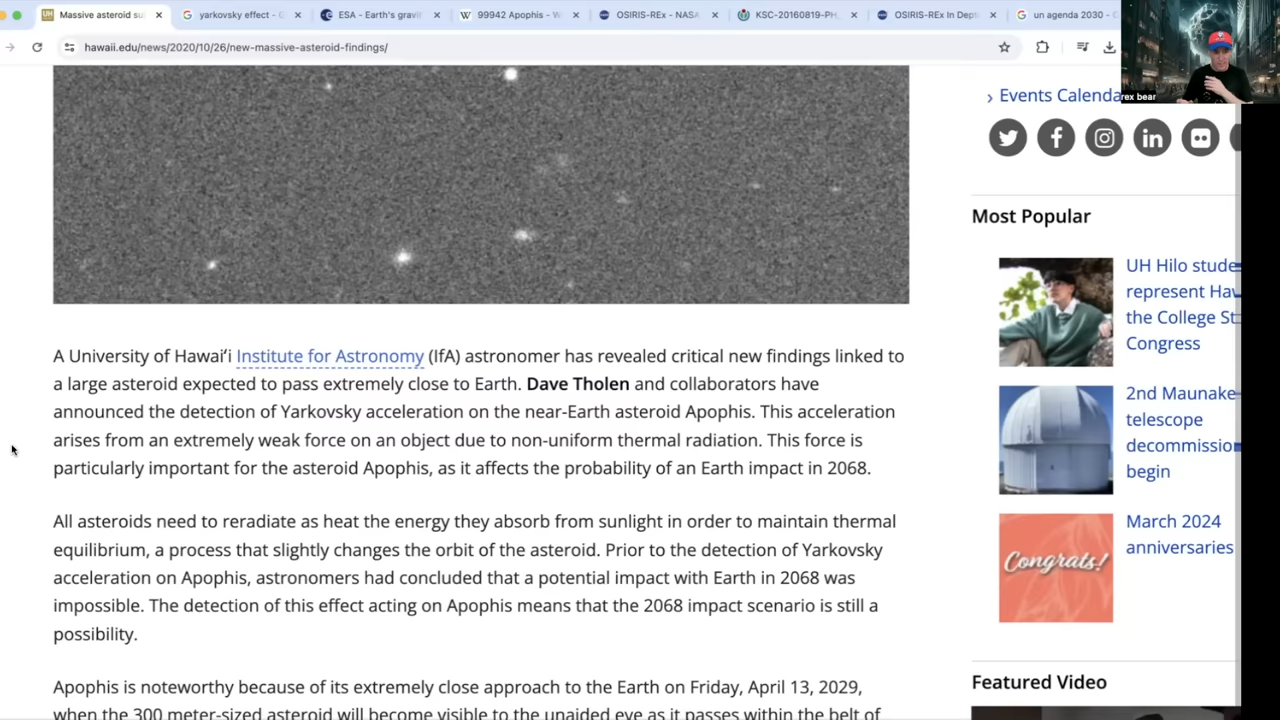 Massive asteroid su
yarkovsky effect - G
ESA - Earth's gravi
99942 Apophis - W
OSIRIS-REx - NASA
KSC-20160819-PH_
OSIRIS-REx In Dept
un agenda 2030 - G
hawaii.edu/news/2020/10/26/new-massive-asteroid-findings/
rex bear
Events Calenda
Most Popular
UH Hilo stude
represent Hav
the College St
Congress
2nd Maunake
telescope
decommissio
begin
Congrats!
March 2024
anniversaries
Featured Video
A University of Hawaiʻi Institute for Astronomy (IfA) astronomer has revealed critical new findings linked to
a large asteroid expected to pass extremely close to Earth. Dave Tholen and collaborators have
announced the detection of Yarkovsky acceleration on the near-Earth asteroid Apophis. This acceleration
arises from an extremely weak force on an object due to non-uniform thermal radiation. This force is
particularly important for the asteroid Apophis, as it affects the probability of an Earth impact in 2068.
All asteroids need to reradiate as heat the energy they absorb from sunlight in order to maintain thermal
equilibrium, a process that slightly changes the orbit of the asteroid. Prior to the detection of Yarkovsky
acceleration on Apophis, astronomers had concluded that a potential impact with Earth in 2068 was
impossible. The detection of this effect acting on Apophis means that the 2068 impact scenario is still a
possibility.
Apophis is noteworthy because of its extremely close approach to the Earth on Friday, April 13, 2029,
when the 300 meter-sized asteroid will become visible to the unaided eye as it passes within the belt of